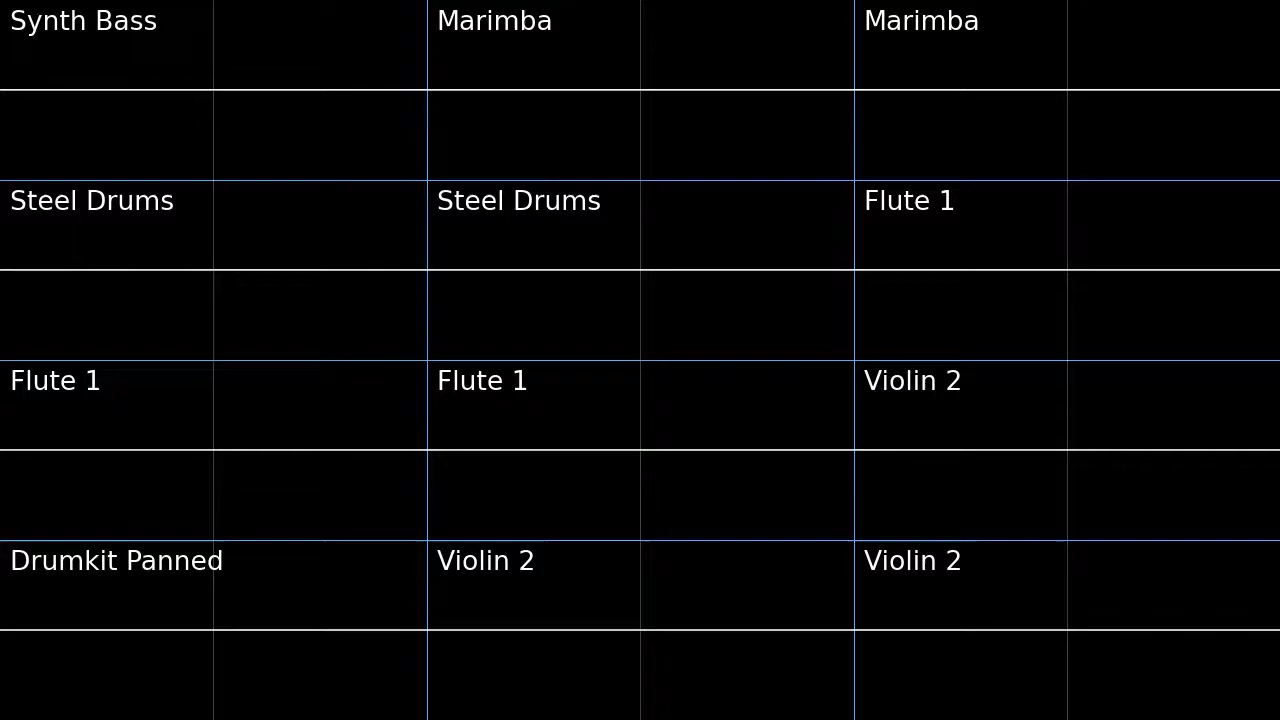 Synth Bass
Marimba
Marimba
Steel Drums
Steel Drums
Flute 1
Flute 1
Flute 1
Violin 2
Drumkit Panned
Violin 2
Violin 2